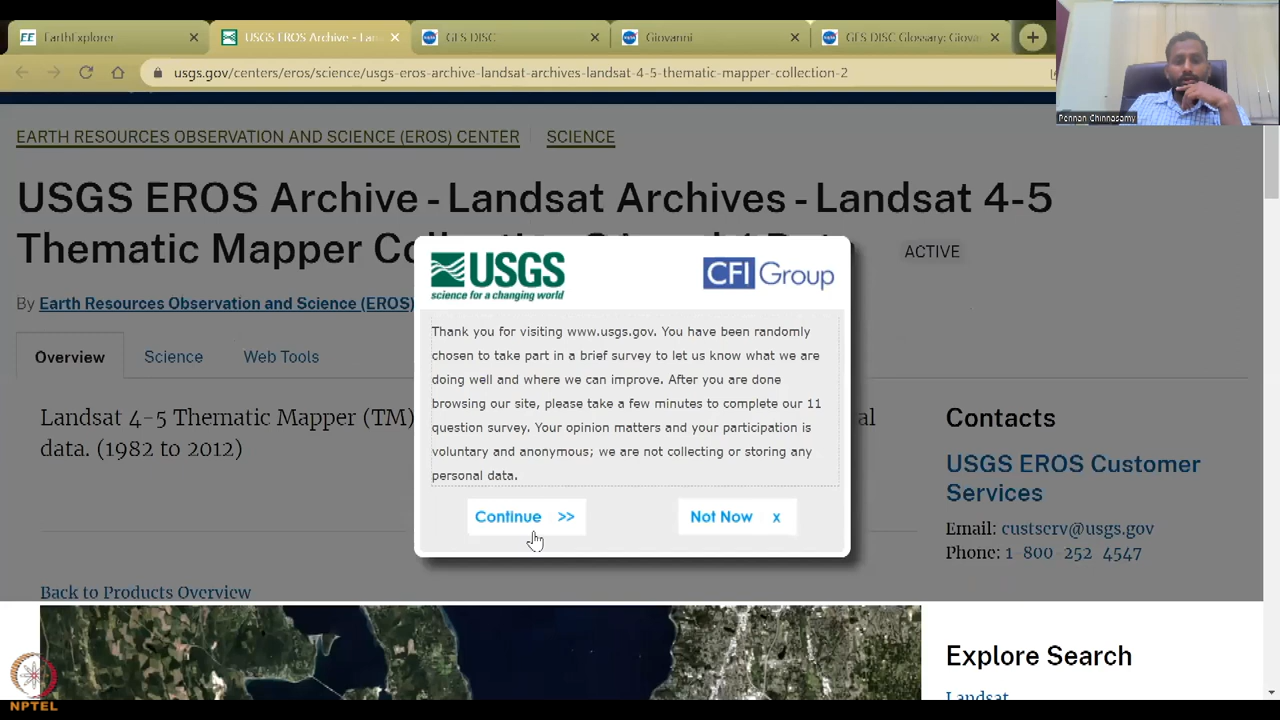 EarthExplorer
USGS EROS Archive - Lan
GES DISC
Giovanni
GES DISC Glossary: Giova
usgs.gov/centers/eros/science/usgs-eros-archive-landsat-archives-landsat-4-5-thematic-mapper-collection-2
Pennan Chinnasamy
EARTH RESOURCES OBSERVATION AND SCIENCE (EROS) CENTER
SCIENCE
USGS EROS Archive - Landsat Archives - Landsat 4-5
Thematic Mapper
ACTIVE
By Earth Resources Observation and Science (EROS)
Overview
Science
Web Tools
Landsat 4-5 Thematic Mapper (TM)
data. (1982 to 2012)
USGS
science for a changing world
CFI Group
Thank you for visiting www.usgs.gov. You have been randomly
chosen to take part in a brief survey to let us know what we are
doing well and where we can improve. After you are done
browsing our site, please take a few minutes to complete our 11
question survey. Your opinion matters and your participation is
voluntary and anonymous; we are not collecting or storing any
personal data.
Continue >>
Not Now x
Contacts
USGS EROS Customer
Services
Email: custserv@usgs.gov
Phone: 1-800-252-4547
Back to Products Overview
Explore Search
Landsat
NPTEL